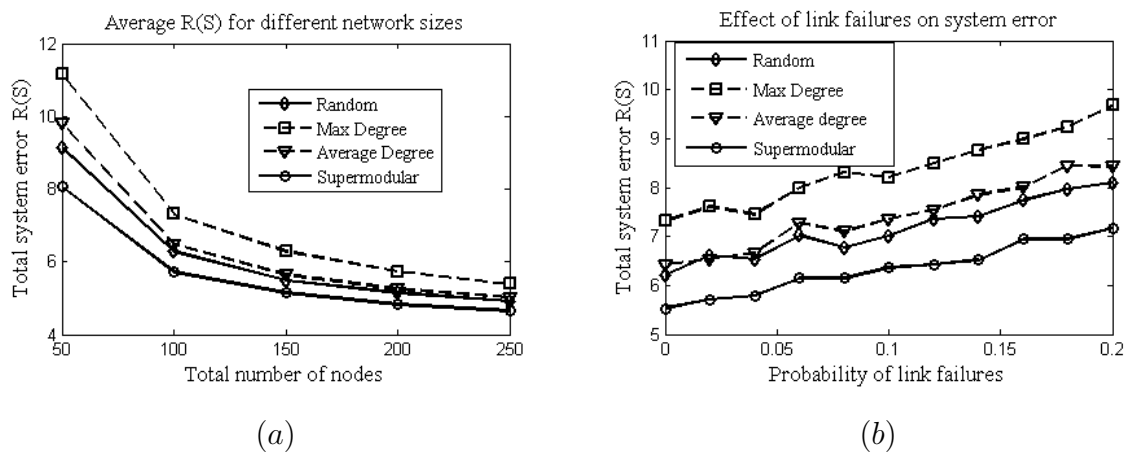 Average R(S) for different network sizes
Total system error R(S)
12
10
8
6
4
50
100
150
200
250
Total number of nodes
Random
Max Degree
Average Degree
Supermodular
(a)
Effect of link failures on system error
Total system error R(S)
11
10
9
8
7
6
5
0
0.05
0.1
0.15
0.2
Probability of link failures
Random
Max Degree
Average degree
Supermodular
(b)